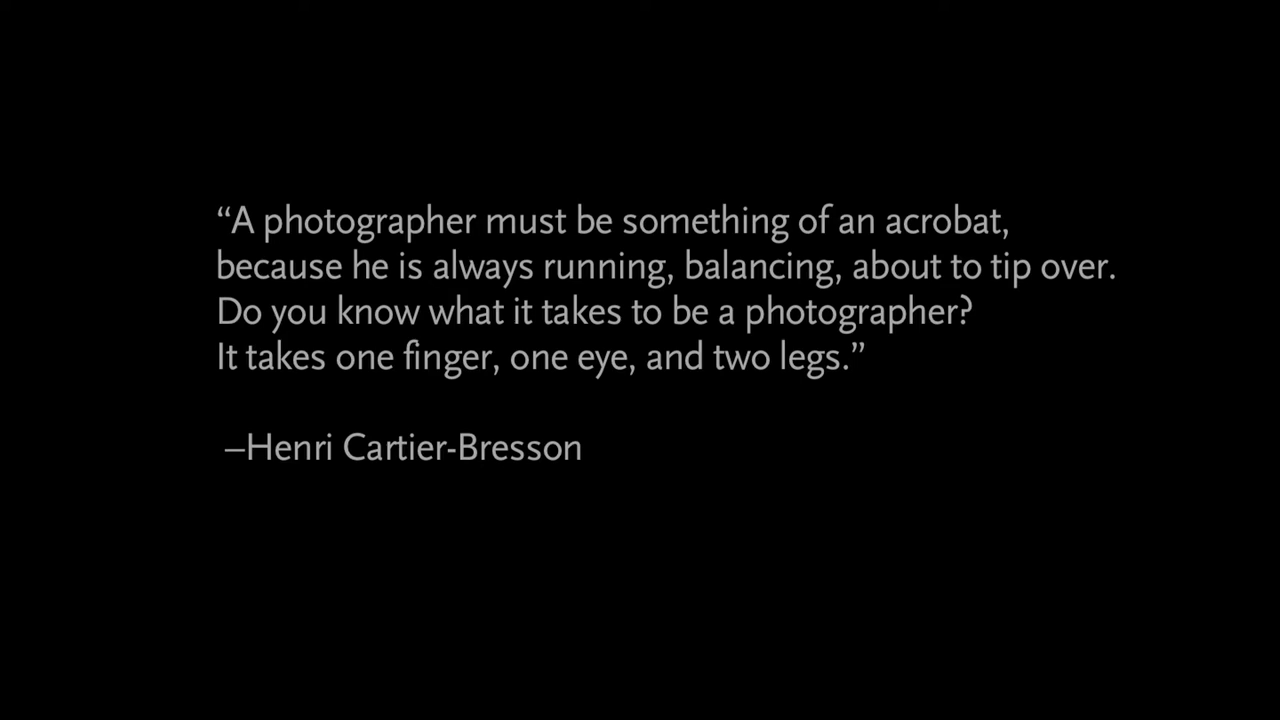 “A photographer must be something of an acrobat,
because he is always running, balancing, about to tip over.
Do you know what it takes to be a photographer?
It takes one finger, one eye, and two legs.”
–Henri Cartier-Bresson